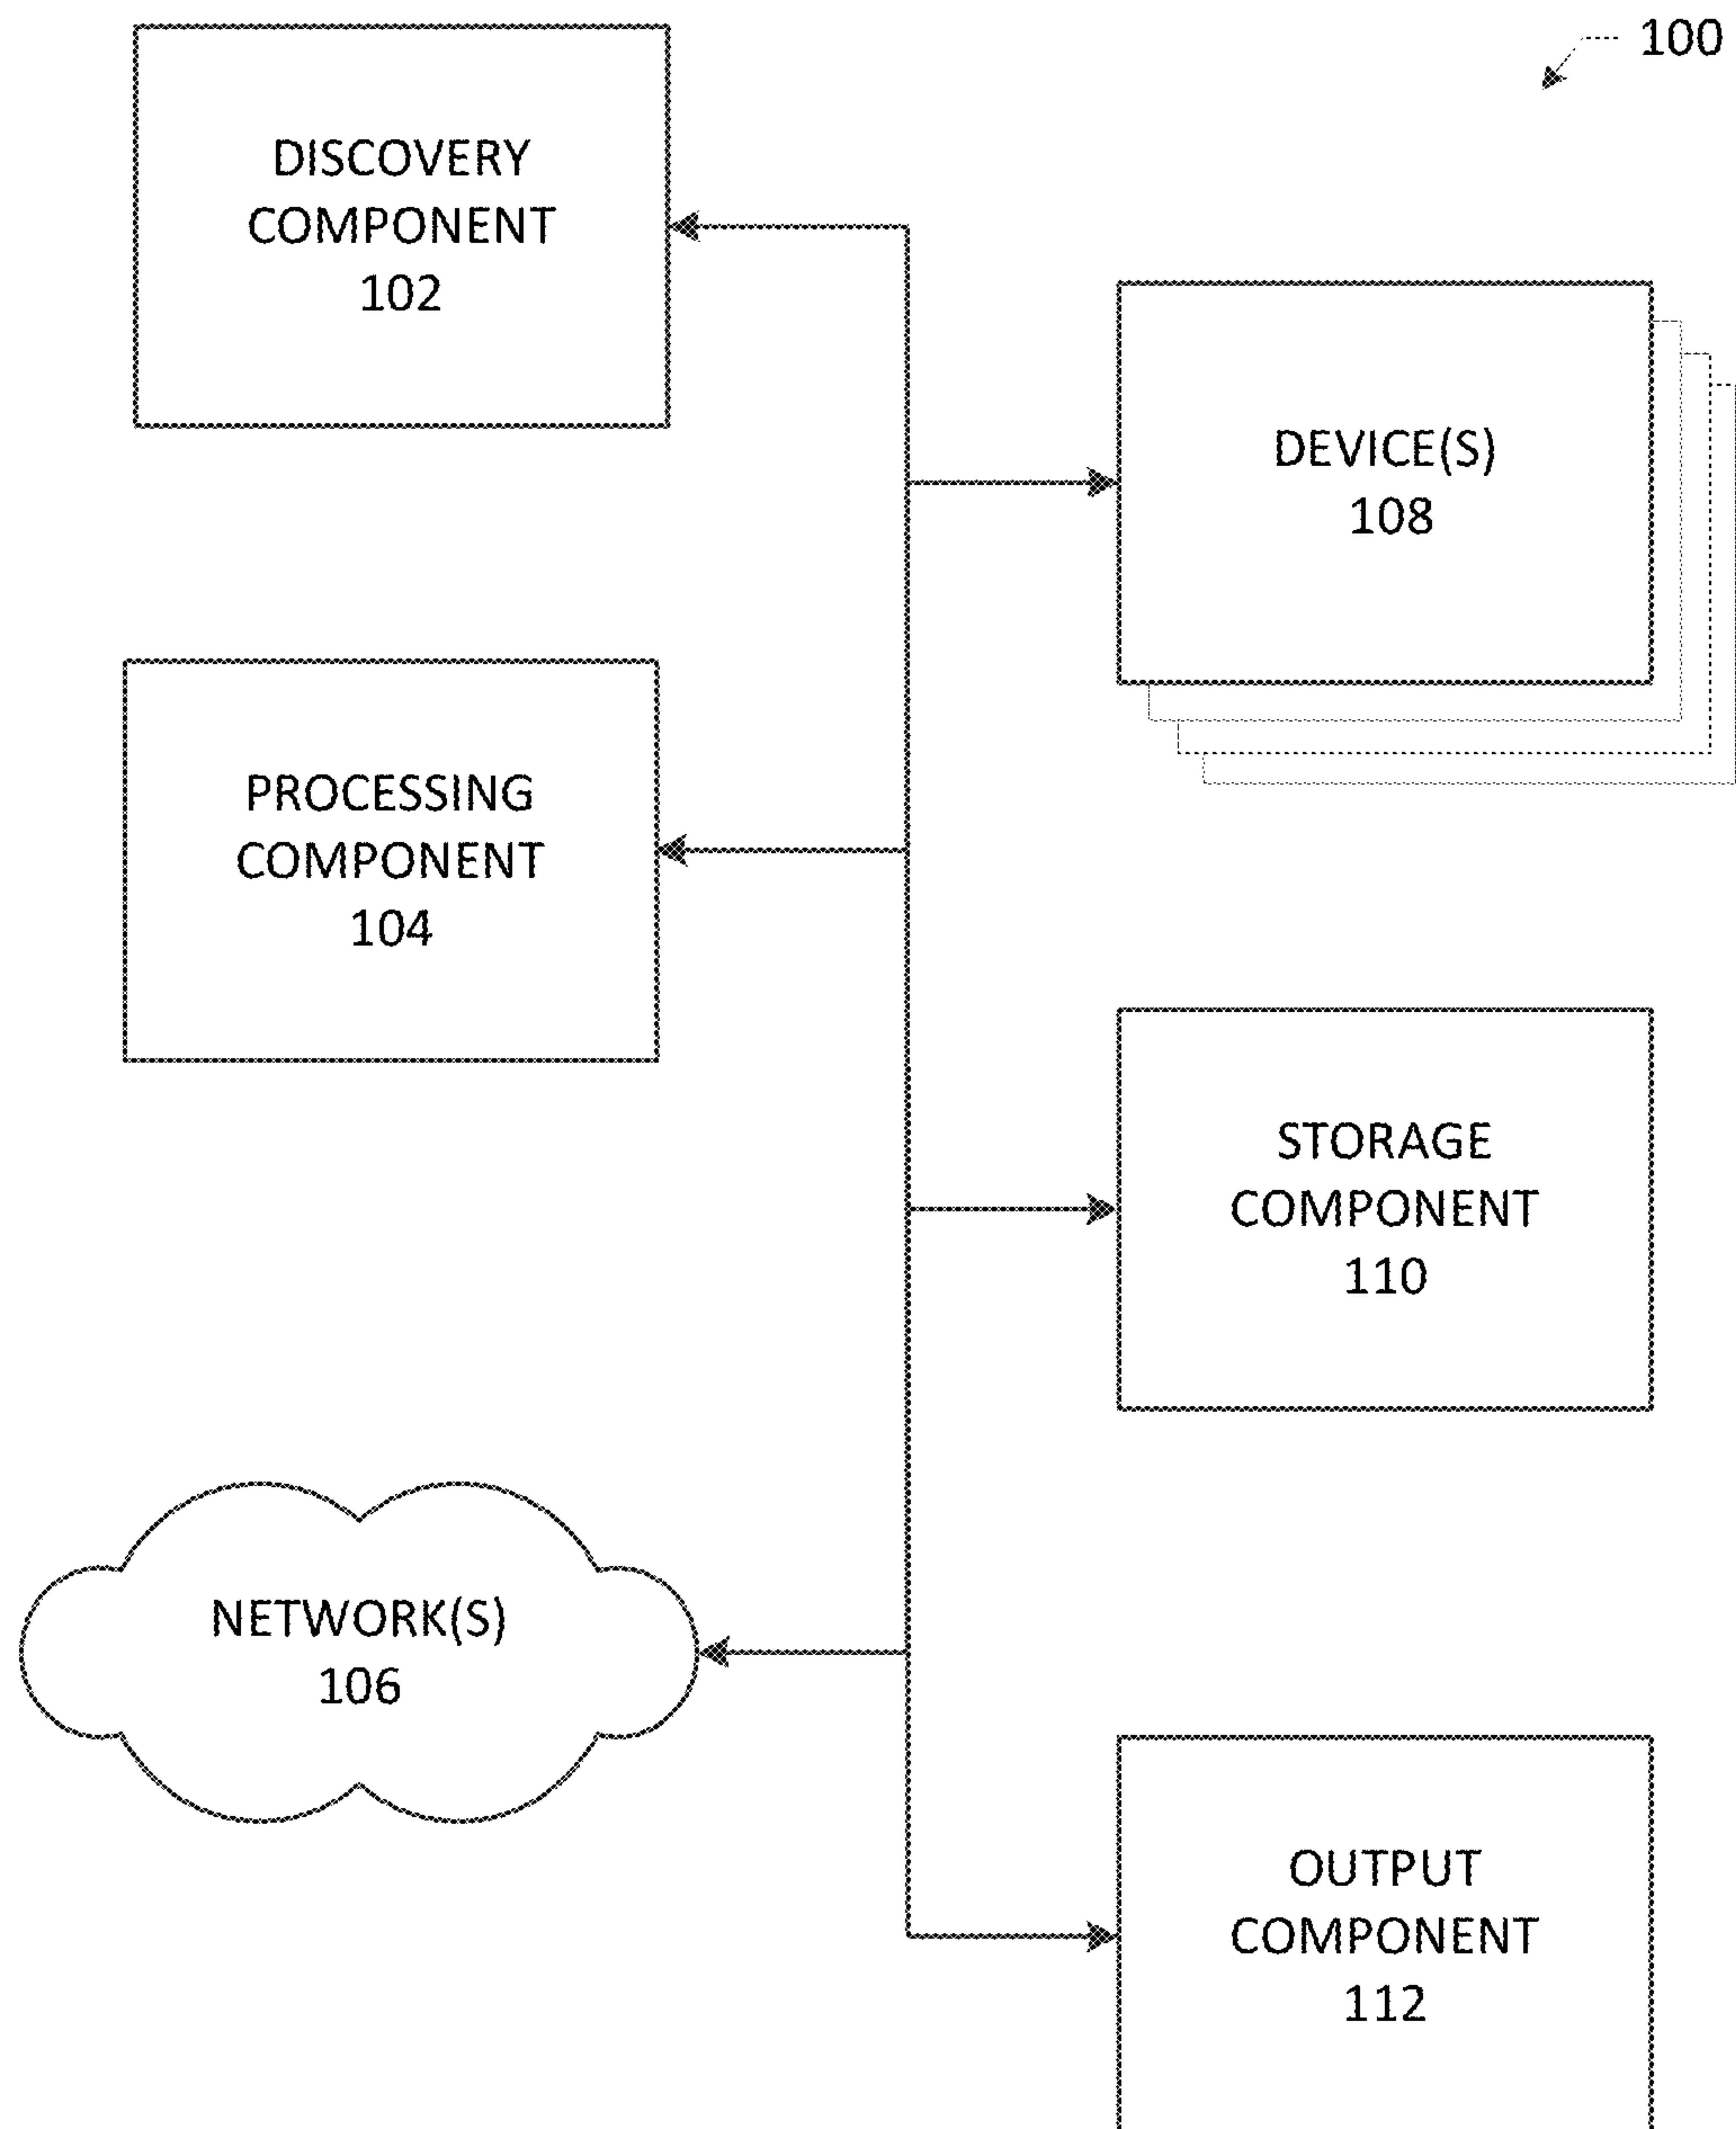 100
DISCOVERY
COMPONENT
102
DEVICE(S)
108
PROCESSING
COMPONENT
104
STORAGE
COMPONENT
110
NETWORK(S)
106
OUTPUT
COMPONENT
112